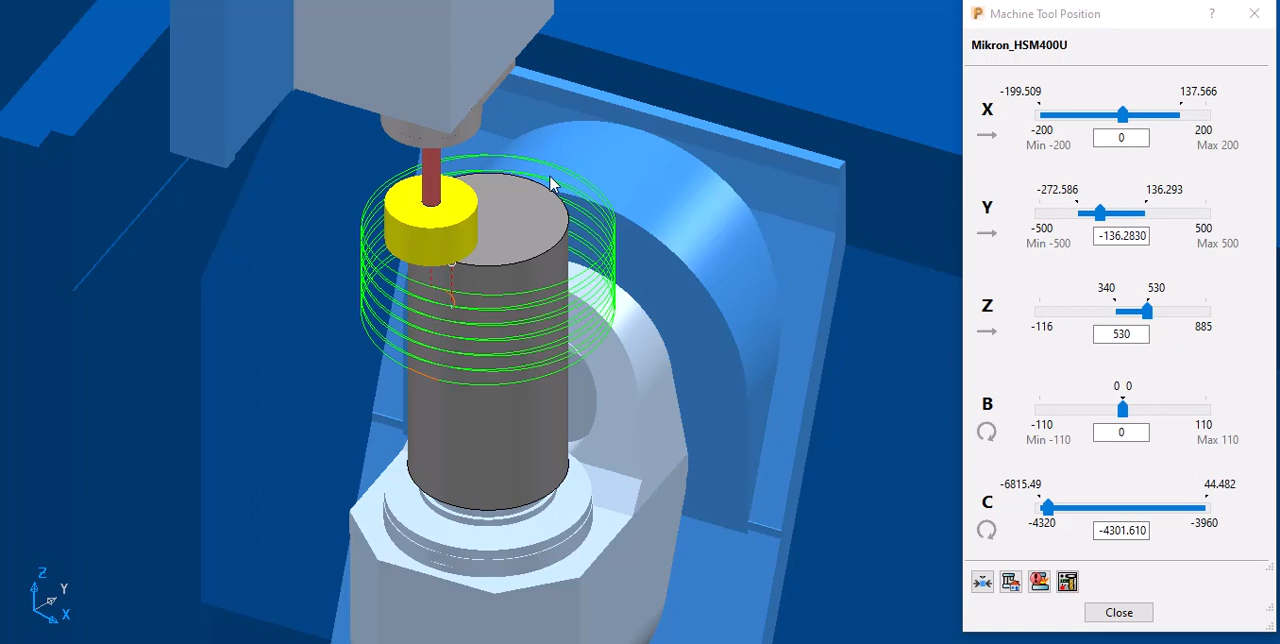 Machine Tool Position
?
Mikron_HSM400U
-199.509 137.566
X
-200 200
Min -200 0 Max 200
-272.586 136.293
Y
-500 500
Min -500 -136.2830 Max 500
340 530
Z
-116 530 885
0 0
B
-110 110
Min -110 0 Max 110
-6815.49 44.482
C
-4320 -3960
-4301.610
Close
Z
Y
X